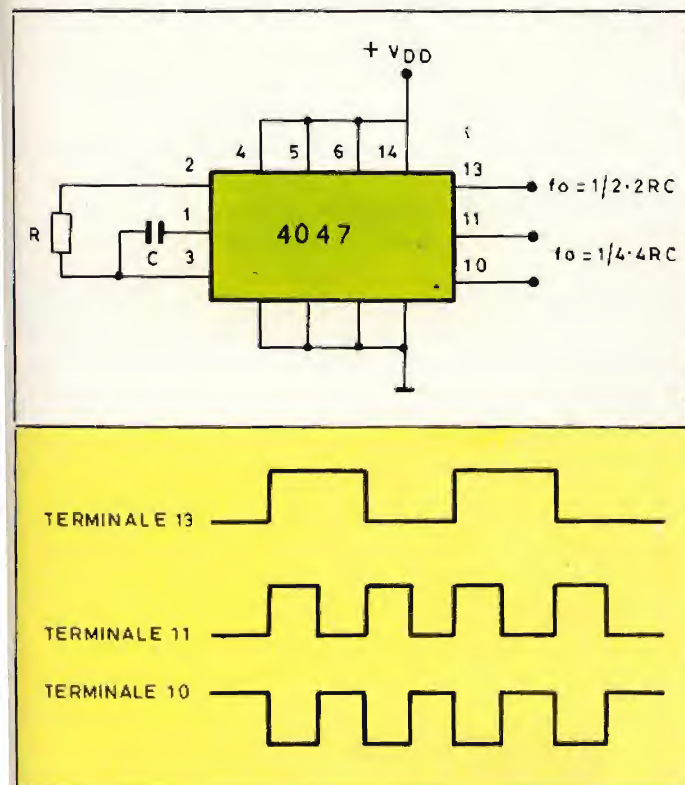 + VDD
4 5 6 14
2
13
fo = 1/2·2RC
R
1
4047
11
C
3
fo = 1/4·4RC
10
TERMINALE 13
TERMINALE 11
TERMINALE 10